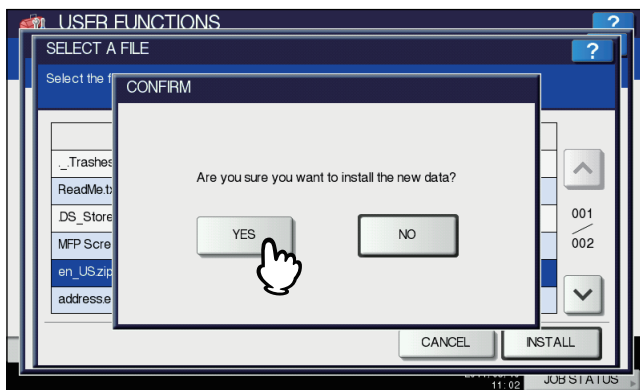 USER FUNCTIONS
?
SELECT A FILE
?
Select the f
CONFIRM
._.Trashes
ReadMe.tx
.DS_Store
MFP Scre
en_US.zip
address.e
Are you sure you want to install the new data?
YES
NO
001
002
CANCEL
INSTALL
11:02
JOB STATUS